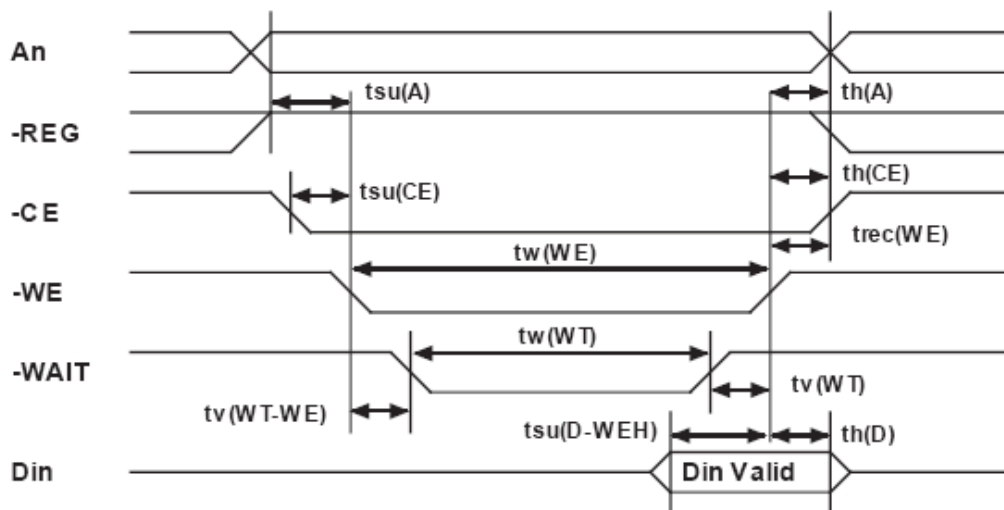 An
tsu(A)
th(A)
-REG
tsu(CE)
th(CE)
-CE
tw(WE)
trec(WE)
-WE
tw(WT)
-WAIT
tv(WT)
tv(WT-WE)
tsu(D-WEH)
th(D)
Din
Din Valid